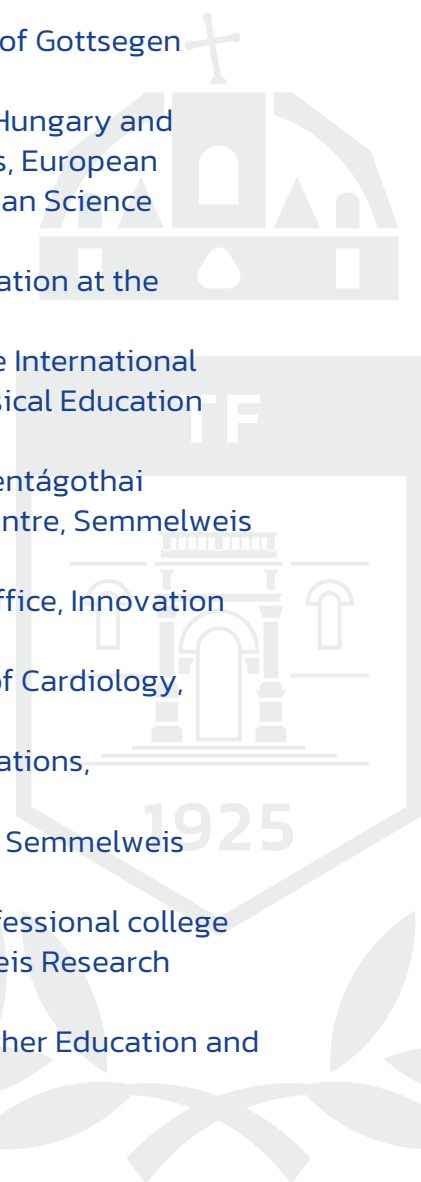 of Gottsegen
Hungary and
s, European
an Science
ation at the
e International
sical Education
TF
entágothai
ntre, Semmelweis
ffice, Innovation
of Cardiology,
ations,
1925
Semmelweis
fessional college
eis Research
her Education and